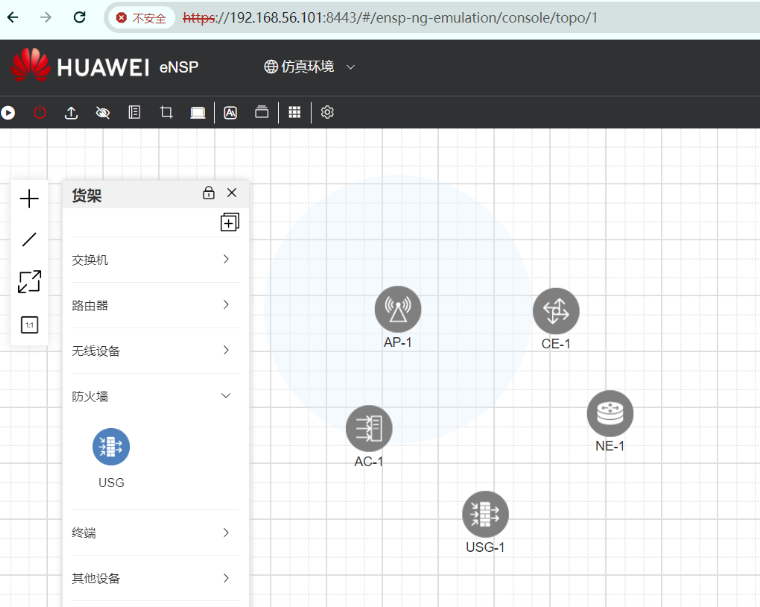 不安全 https://192.168.56.101:8443/#/ensp-ng-emulation/console/topo/1
HUAWEI eNSP 仿真环境
货架
交换机
路由器
无线设备
防火墙
USG
终端
其他设备
1:1
AP-1
CE-1
AC-1
NE-1
USG-1